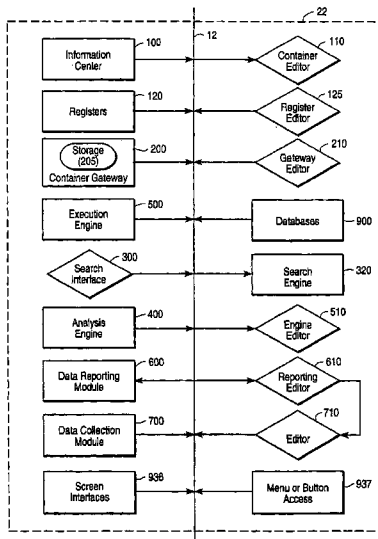 22
12
Information
Center
100
Container
Editor
110
Registers
120
Register
Editor
125
Storage
(205)
Container Gateway
200
Gateway
Editor
210
Execution
Engine
500
Databases
900
Search
Interface
300
Search
Engine
320
Analysis
Engine
400
Engine
Editor
510
Data Reporting
Module
600
Reporting
Editor
610
Data Collection
Module
700
Editor
710
Screen
Interfaces
936
Menu or Button
Access
937